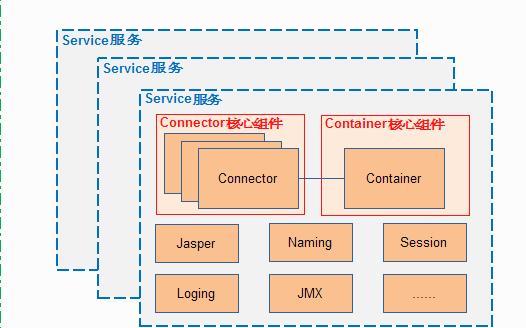 Service服务
Service服务
Service服务
Connector核心组件
Container核心组件
Connector
Container
Jasper
Naming
Session
Loging
JMX
......